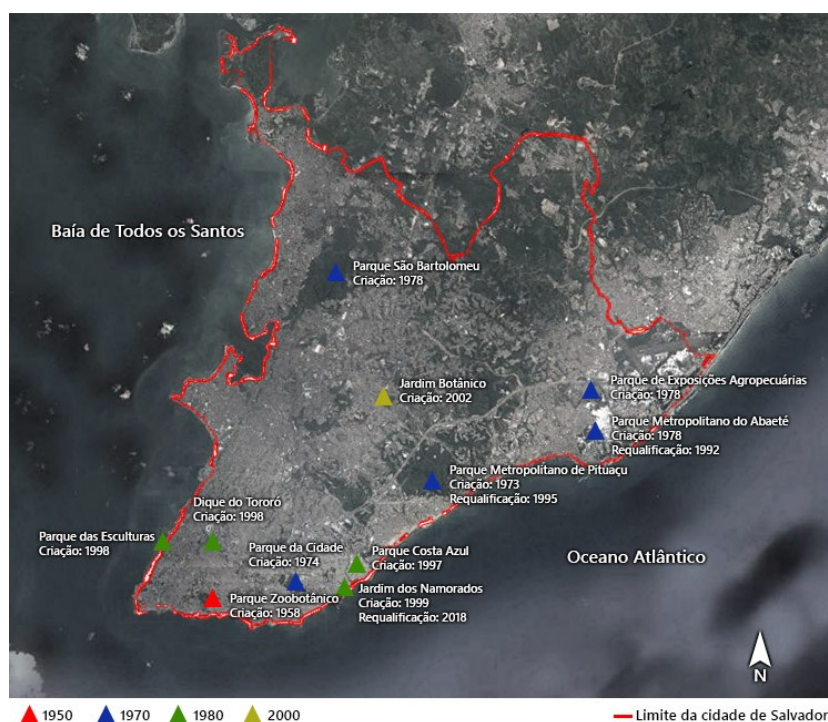 Baía de Todos os Santos
Parque São Bartolomeu
Criação: 1978
Jardim Botânico
Criação: 2002
Parque de Exposições Agropecuárias
Criação: 1978
Parque Metropolitano do Abaeté
Criação: 1978
Requalificação: 1992
Parque Metropolitano de Pituaçu
Criação: 1973
Requalificação: 1995
Dique do Tororó
Criação: 1998
Parque das Esculturas
Criação: 1998
Parque da Cidade
Criação: 1974
Parque Costa Azul
Criação: 1997
Oceano Atlântico
Jardim dos Namorados
Criação: 1999
Requalificação: 2018
Parque Zoobotânico
Criação: 1958
N
1950
1970
1980
2000
Limite da cidade de Salvador